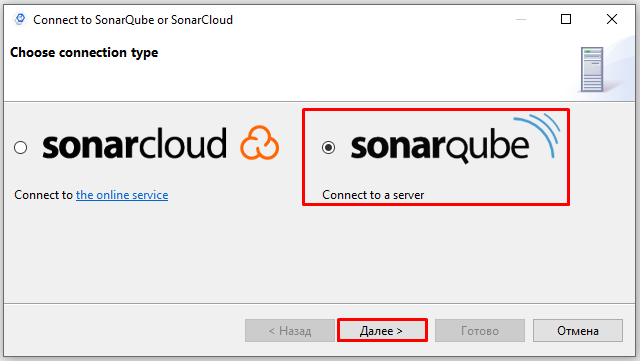 Connect to SonarQube or SonarCloud
Choose connection type
sonarcloud
sonarqube
Connect to the online service
Connect to a server
< Назад
Далее >
Готово
Отмена